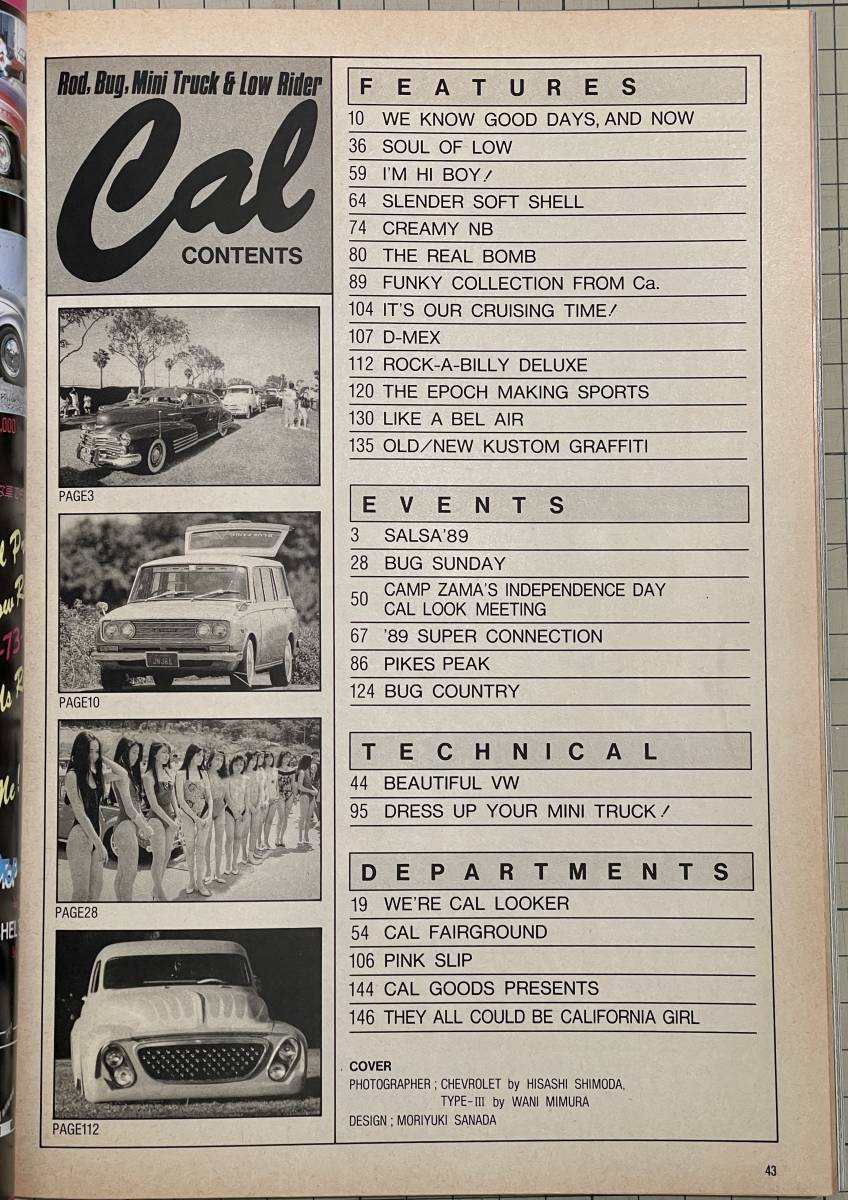 Rod, Bug, Mini Truck & Low Rider
Cal
CONTENTS
PAGE3
PAGE10
PAGE28
PAGE112
FEATURES
10 WE KNOW GOOD DAYS, AND NOW
36 SOUL OF LOW
59 I'M HI BOY!
64 SLENDER SOFT SHELL
74 CREAMY NB
80 THE REAL BOMB
89 FUNKY COLLECTION FROM Ca.
104 IT'S OUR CRUISING TIME!
107 D-MEX
112 ROCK-A-BILLY DELUXE
120 THE EPOCH MAKING SPORTS
130 LIKE A BEL AIR
135 OLD/NEW KUSTOM GRAFFITI
EVENTS
3 SALSA'89
28 BUG SUNDAY
50 CAMP ZAMA'S INDEPENDENCE DAY
CAL LOOK MEETING
67 '89 SUPER CONNECTION
86 PIKES PEAK
124 BUG COUNTRY
TECHNICAL
44 BEAUTIFUL VW
95 DRESS UP YOUR MINI TRUCK!
DEPARTMENTS
19 WE'RE CAL LOOKER
54 CAL FAIRGROUND
106 PINK SLIP
144 CAL GOODS PRESENTS
146 THEY ALL COULD BE CALIFORNIA GIRL
COVER
PHOTOGRAPHER ; CHEVROLET by HISASHI SHIMODA,
TYPE-III by WANI MIMURA
DESIGN ; MORIYUKI SANADA
43